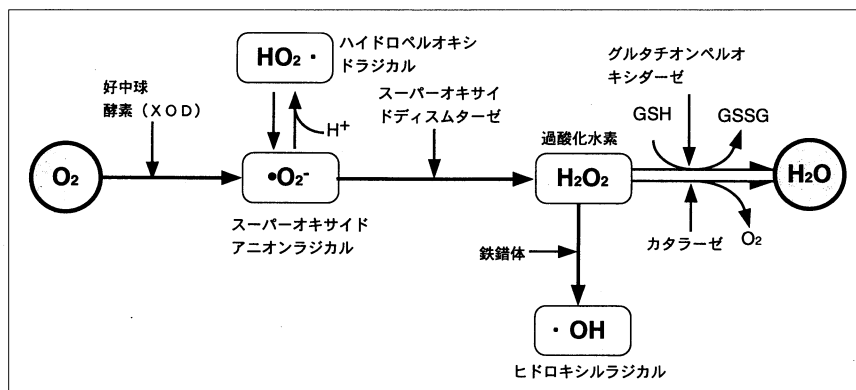 HO₂・
ハイドロペルオキシ
ドラジカル
好中球
酵素（ＸＯＤ）
H⁺
スーパーオキサイ
ドディスムターゼ
グルタチオンペルオ
キシダーゼ
GSH
GSSG
過酸化水素
O₂
•O₂⁻
H₂O₂
H₂O
スーパーオキサイド
アニオンラジカル
鉄錯体
カタラーゼ
O₂
・OH
ヒドロキシルラジカル